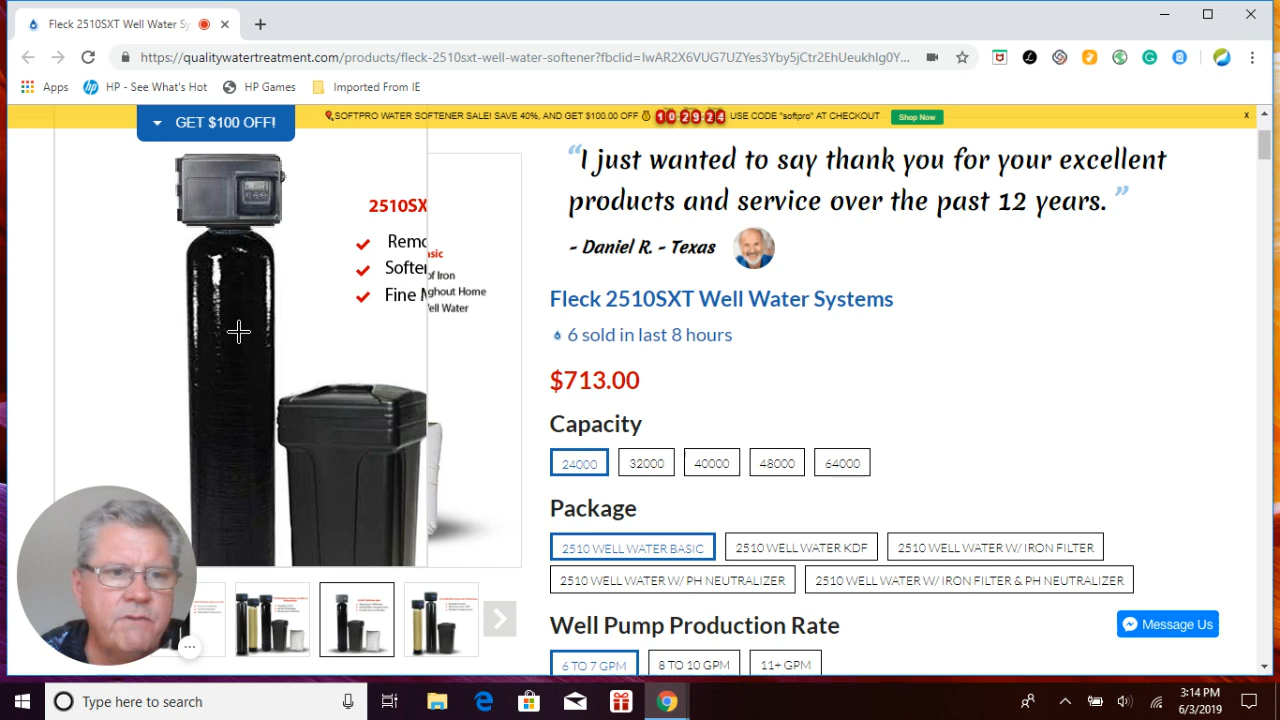 Fleck 2510SXT Well Water Sy
https://qualitywatertreatment.com/products/fleck-2510sxt-well-water-softener?fbclid=IwAR2X6VUG7UZYes3Yby5jCtr2EhUeukhIg0Y...
Apps
HP - See What's Hot
HP Games
Imported From IE
GET $100 OFF!
SOFTPRO WATER SOFTENER SALE! SAVE 40%, AND GET $100.00 OFF 10 29 24 USE CODE "softpro" AT CHECKOUT
Shop Now
x
2510SX
Remo
Softer
Fine M
asic
of Iron
ghout Home
Vell Water
“I just wanted to say thank you for your excellent
products and service over the past 12 years.”
- Daniel R. - Texas
Fleck 2510SXT Well Water Systems
6 sold in last 8 hours
$713.00
Capacity
24000 32000 40000 48000 64000
Package
2510 WELL WATER BASIC 2510 WELL WATER KDF 2510 WELL WATER W/ IRON FILTER
2510 WELL WATER W/ PH NEUTRALIZER 2510 WELL WATER W/ IRON FILTER & PH NEUTRALIZER
Well Pump Production Rate
6 TO 7 GPM 8 TO 10 GPM 11+ GPM
Message Us
Type here to search
3:14 PM
6/3/2019